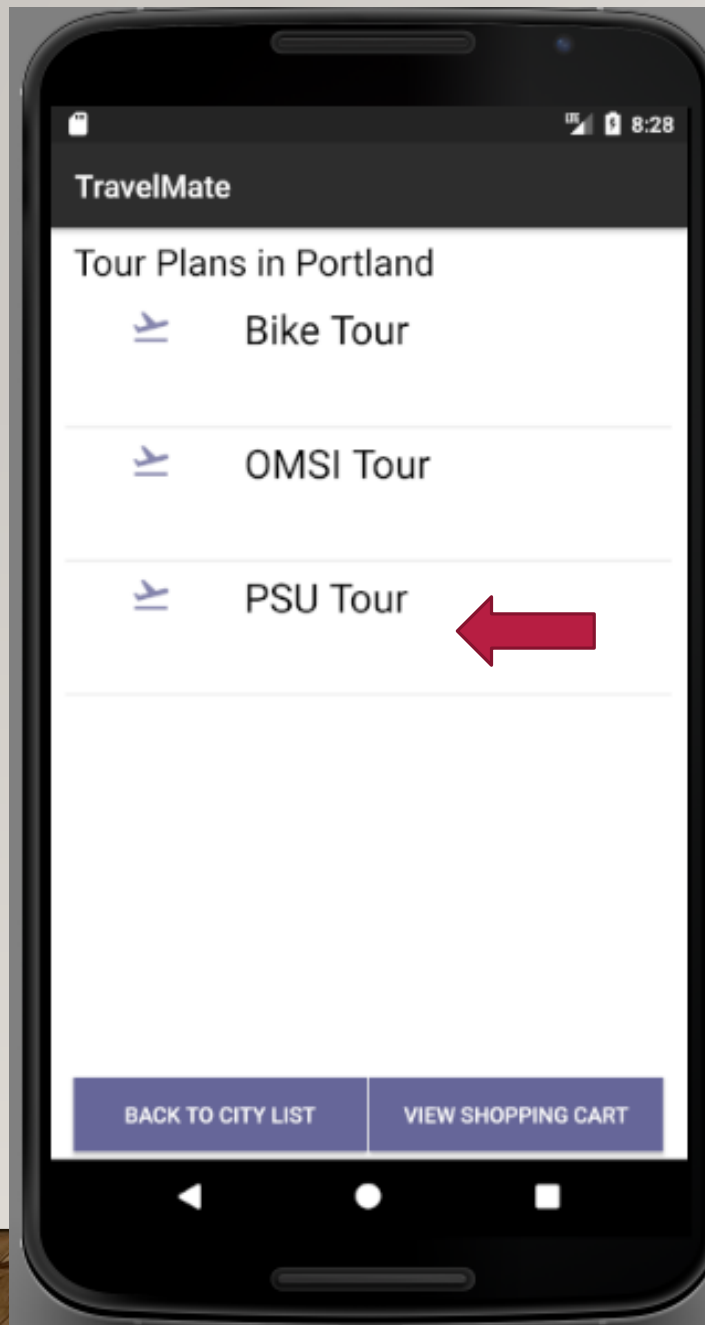 LTE 8:28
TravelMate
Tour Plans in Portland
Bike Tour
OMSI Tour
PSU Tour
BACK TO CITY LIST VIEW SHOPPING CART